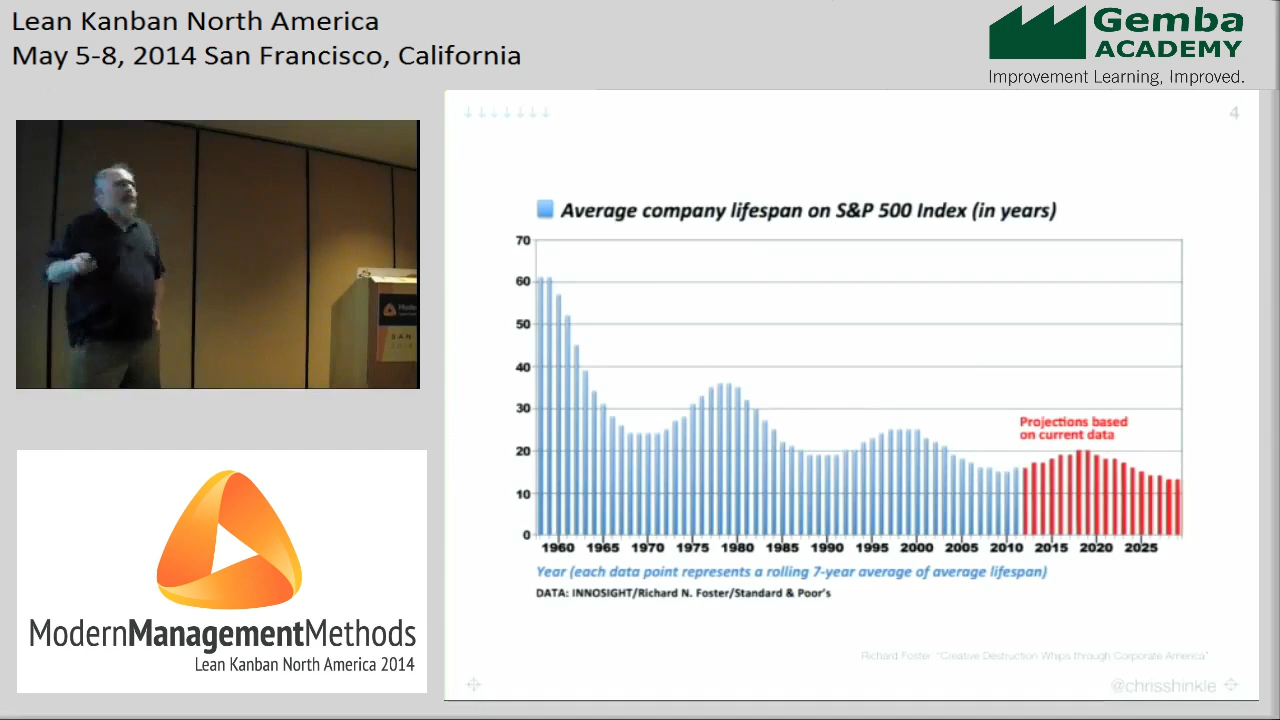 Lean Kanban North America
May 5-8, 2014 San Francisco, California
Gemba
ACADEMY
Improvement Learning, Improved.
4
Average company lifespan on S&P 500 Index (in years)
70
60
50
40
30
20
10
0
Projections based
on current data
1960 1965 1970 1975 1980 1985 1990 1995 2000 2005 2010 2015 2020 2025
Year (each data point represents a rolling 7-year average of average lifespan)
DATA: INNOSIGHT/Richard N. Foster/Standard & Poor's
Richard Foster "Creative Destruction Whips through Corporate America"
@chrisshinkle
SAN
ModernManagementMethods
Lean Kanban North America 2014